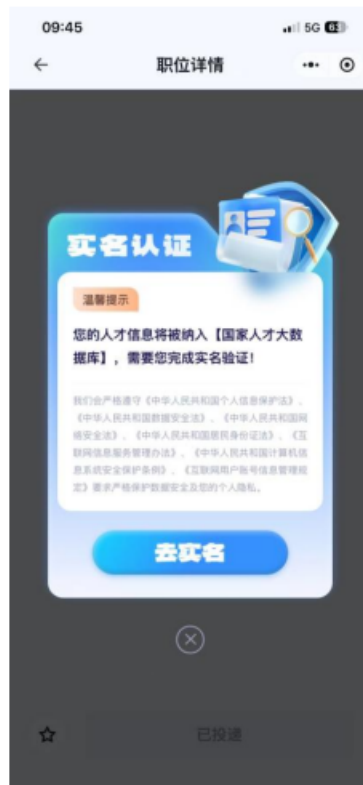 09:45
5G
职位详情
实名认证
温馨提示
您的人才信息将被纳入【国家人才大数
据库】，需要您完成实名验证！
我们会严格遵守《中华人民共和国个人信息保护法》、
《中华人民共和国数据安全法》、《中华人民共和国网
络安全法》、《中华人民共和国居民身份证法》、《互
联网信息服务管理办法》、《中华人民共和国计算机信
息系统安全保护条例》、《互联网用户账号信息管理规
定》要求严格保护数据安全及您的个人隐私。
去实名
已投递